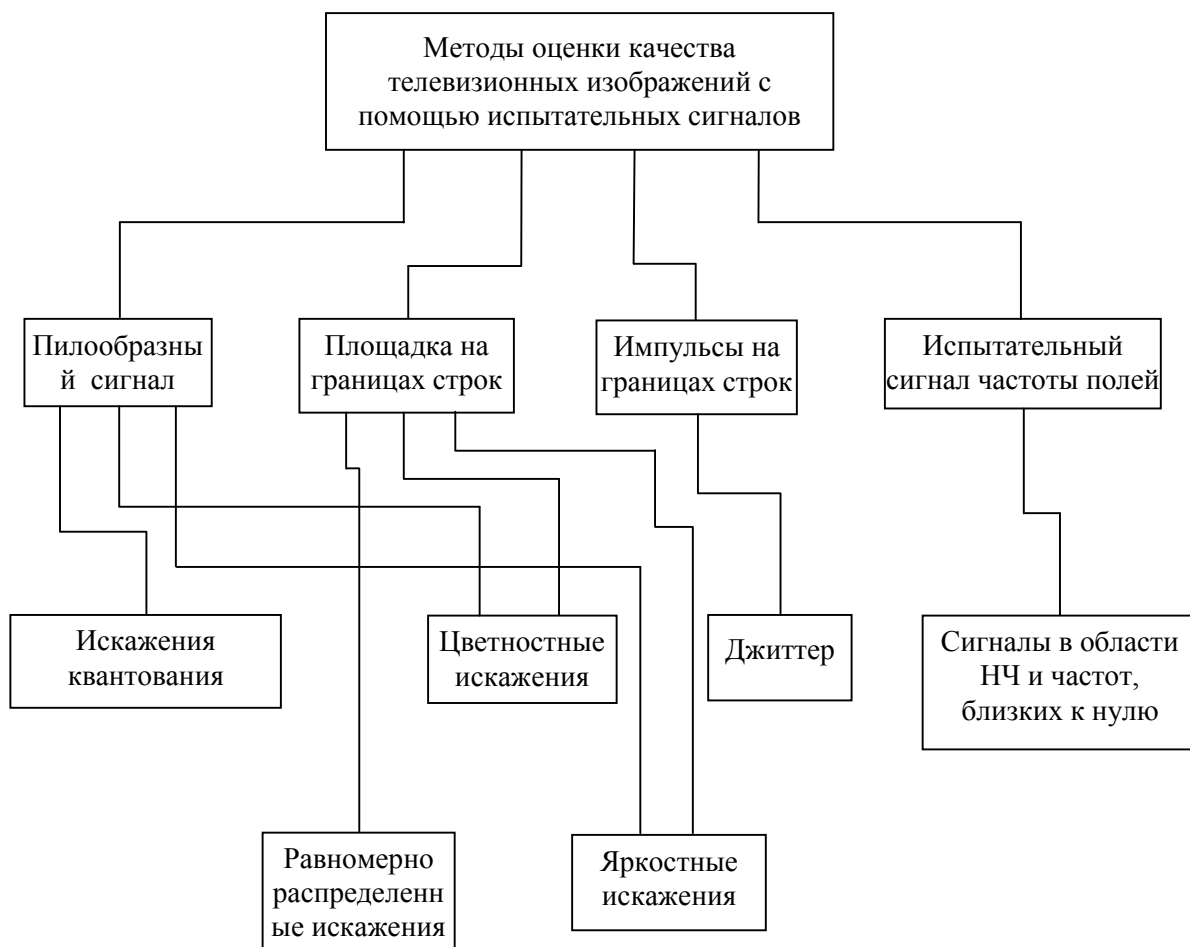 Методы оценки качества
телевизионных изображений с
помощью испытательных сигналов
Пилообразны
й сигнал
Площадка на
границах строк
Импульсы на
границах строк
Испытательный
сигнал частоты полей
Искажения
квантования
Цветностные
искажения
Джиттер
Сигналы в области
НЧ и частот,
близких к нулю
Равномерно
распределенн
ые искажения
Яркостные
искажения